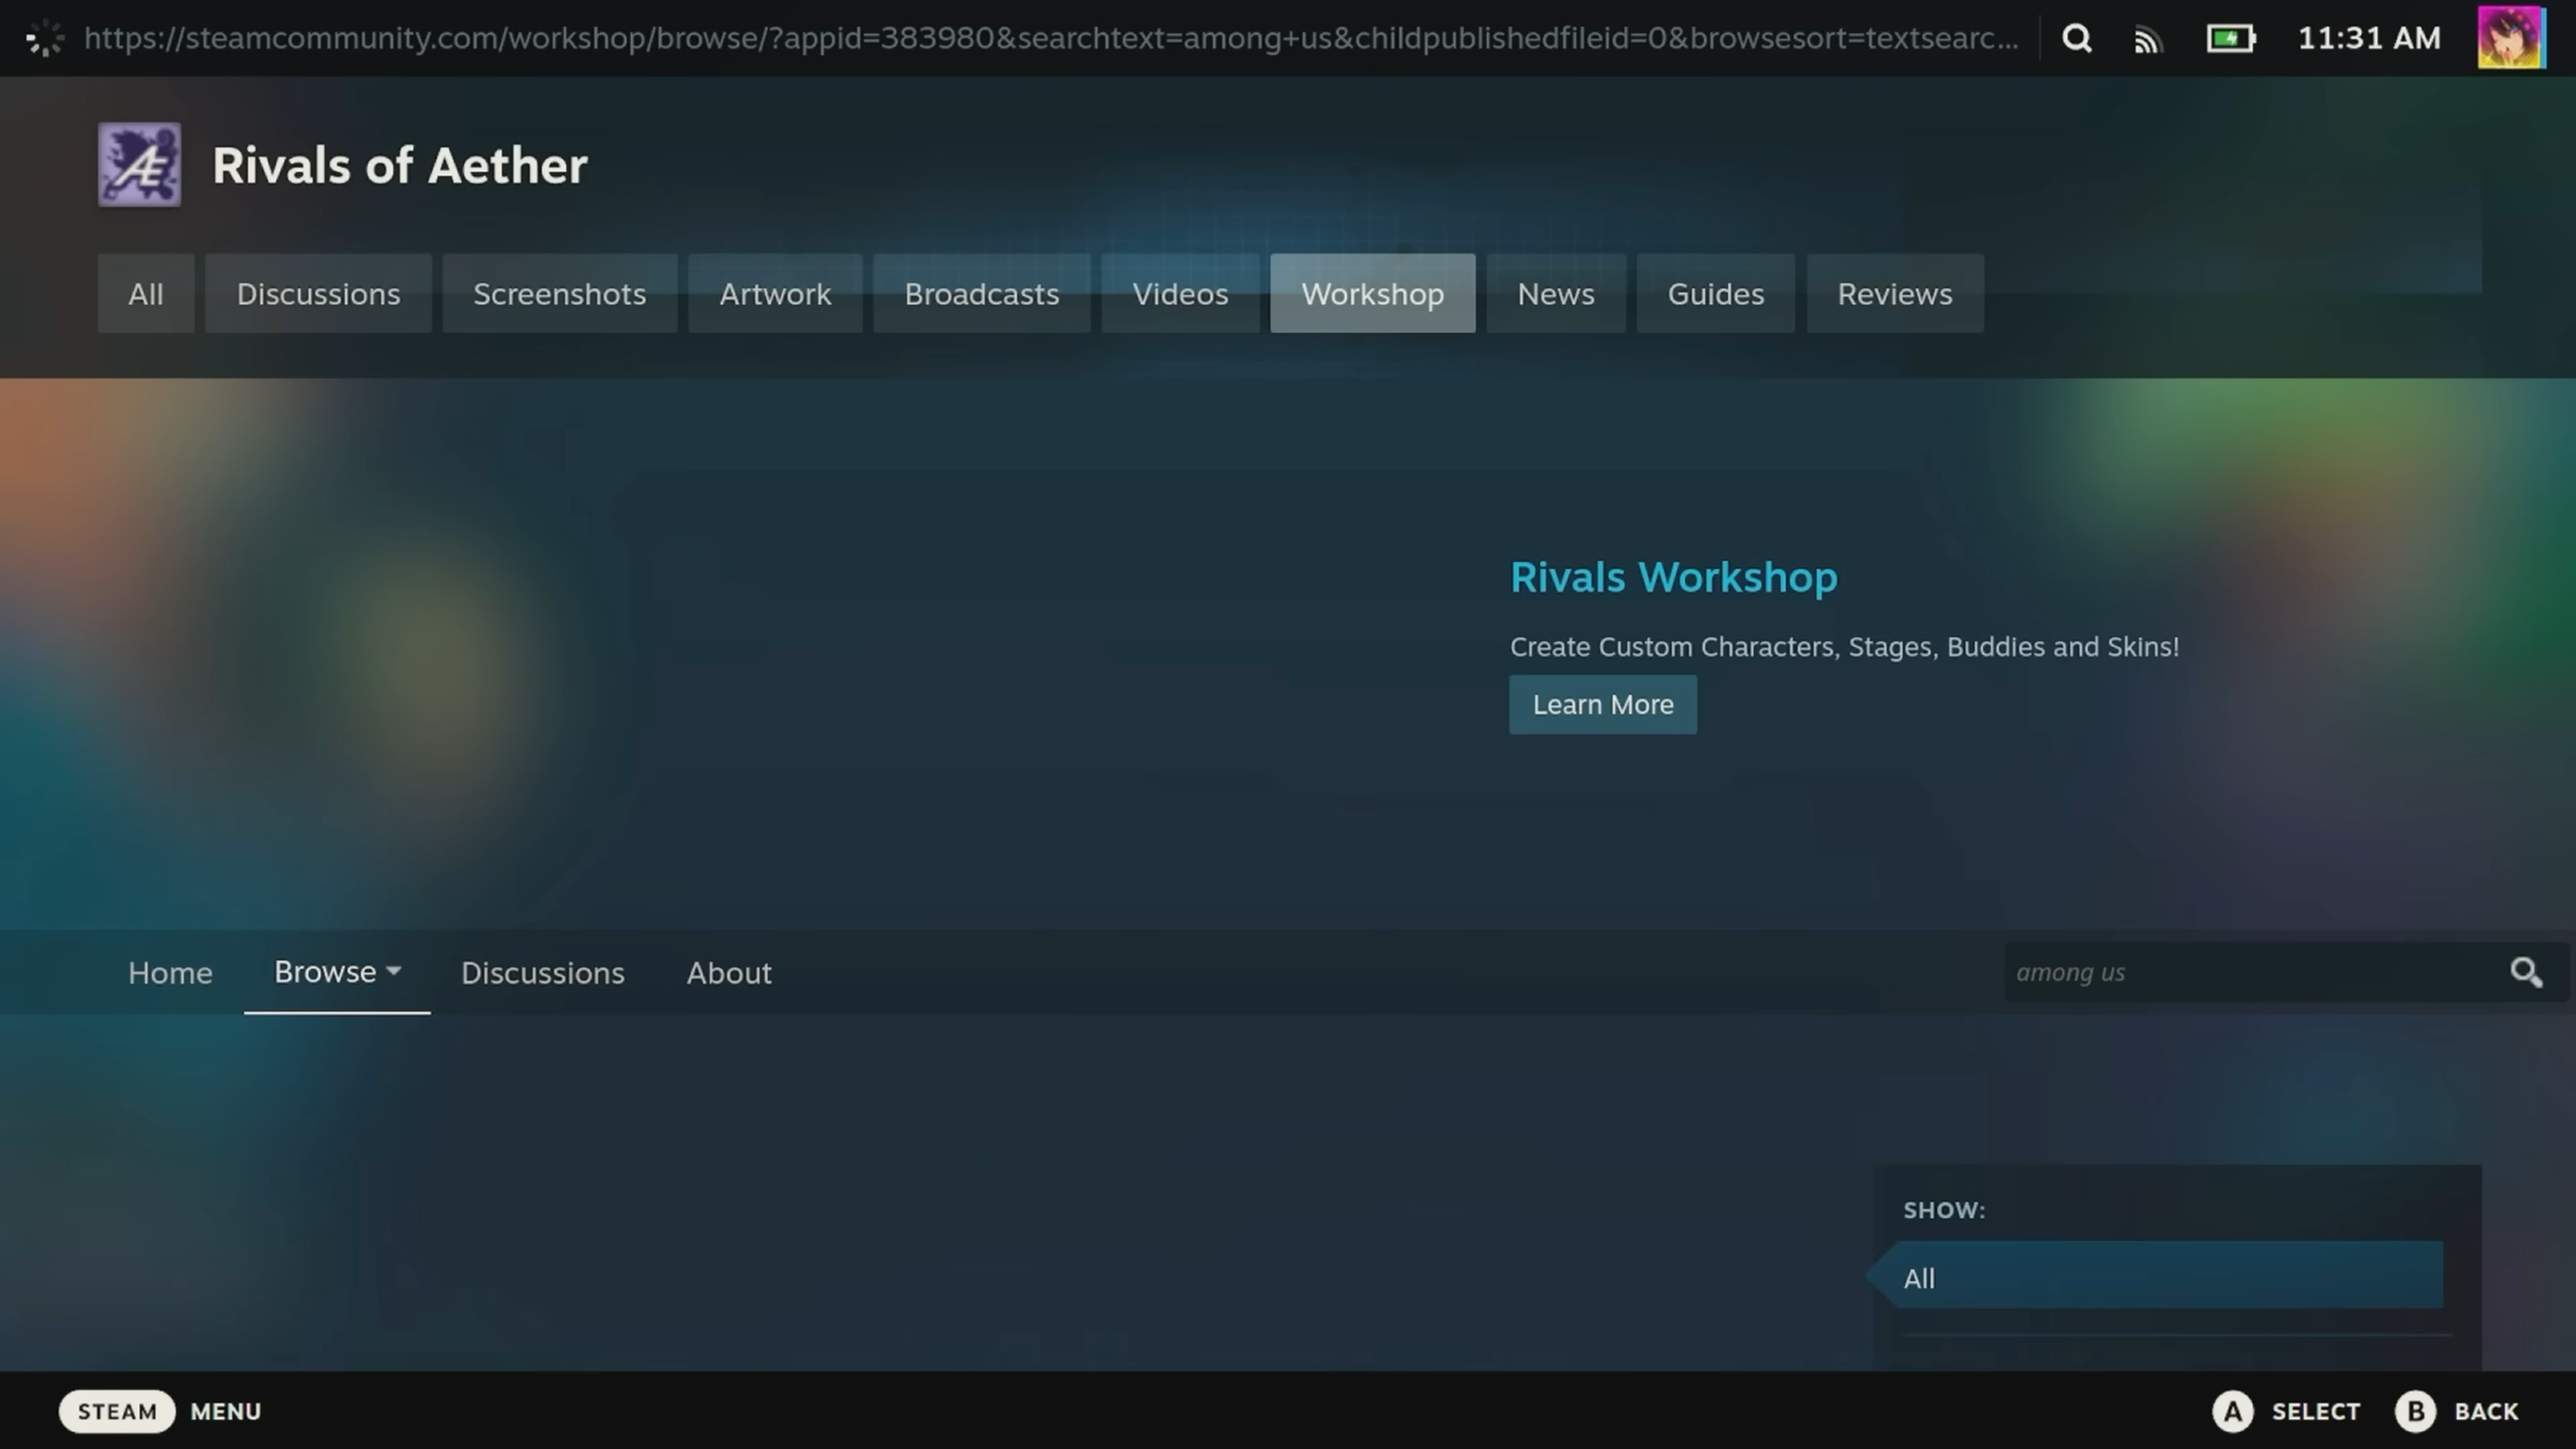 https://steamcommunity.com/workshop/browse/?appid=383980&searchtext=among+us&childpublishedfileid=0&browsesort=textsearc... 11:31 AM
Æ Rivals of Aether
All Discussions Screenshots Artwork Broadcasts Videos Workshop News Guides Reviews
Rivals Workshop
Create Custom Characters, Stages, Buddies and Skins!
Learn More
Home Browse Discussions About among us
SHOW:
All
STEAM MENU A SELECT B BACK